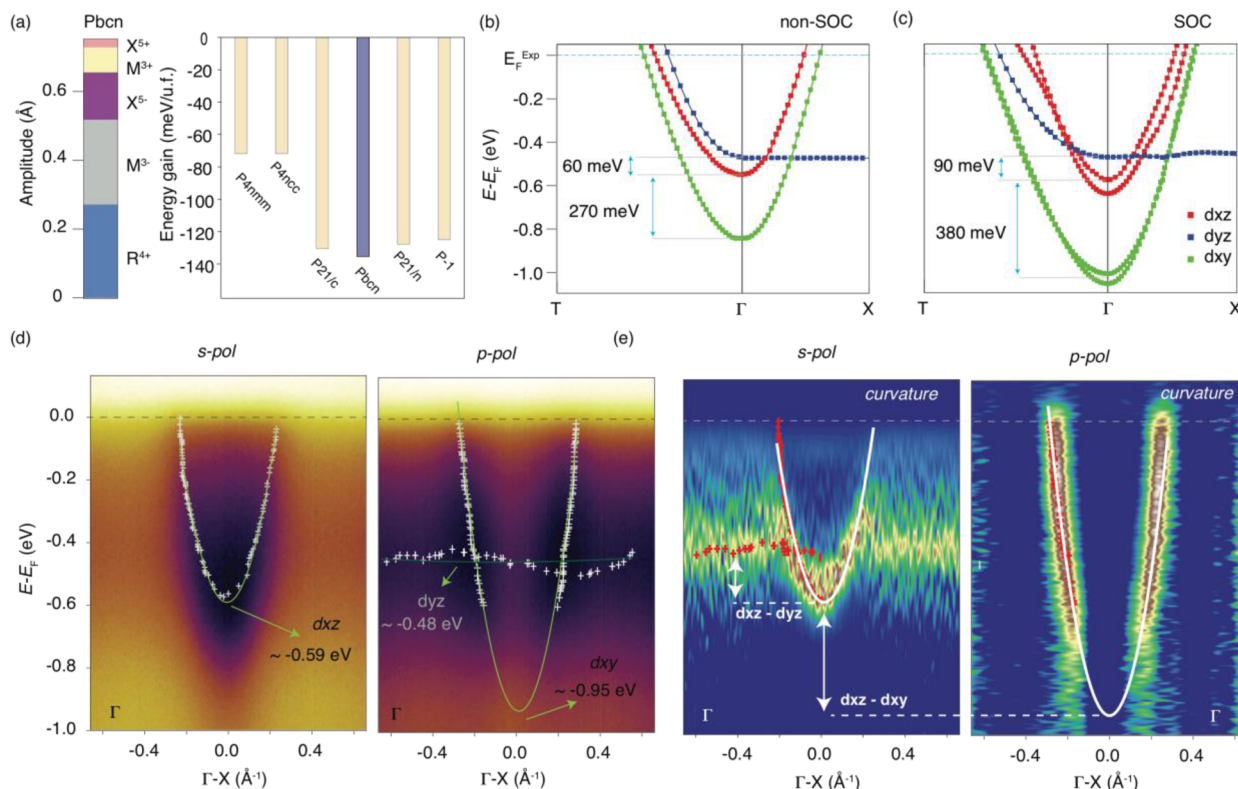 (a)
Pbcn
Amplitude (Å)
0.6
0.4
0.2
0
X5+
M3+
X5-
M3-
R4+
Energy gain (meV/u.f.)
0
-20
-40
-60
-80
-100
-120
-140
P4nmm
P4ncc
P21/c
Pbcn
P21/n
P-1
(b)
non-SOC
E-EF (eV)
EFExp
-0.2
-0.4
-0.6
-0.8
-1.0
60 meV
270 meV
T
Γ
X
(c)
SOC
90 meV
380 meV
dxz
dyz
dxy
T
Γ
X
(d)
s-pol
p-pol
E-EF (eV)
0.0
-0.2
-0.4
-0.6
-0.8
-1.0
dxz
~ -0.59 eV
Γ
dyz
~ -0.48 eV
dxy
~ -0.95 eV
Γ
-0.4
0.0
0.4
-0.4
0.0
0.4
Γ-X (Å-1)
Γ-X (Å-1)
(e)
s-pol
p-pol
curvature
curvature
dxz - dyz
dxz - dxy
Γ
Γ
-0.4
0.0
0.4
-0.4
0.0
0.4
Γ-X (Å-1)
Γ-X (Å-1)